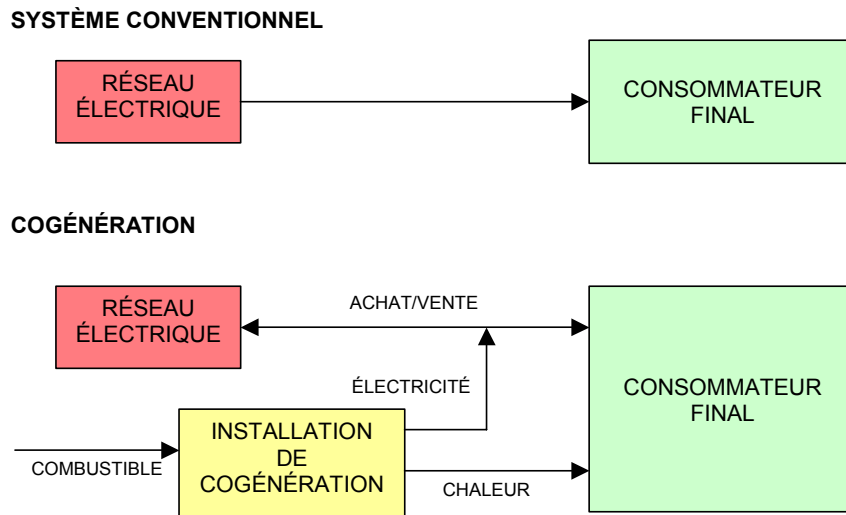 SYSTÈME CONVENTIONNEL
RÉSEAU
ÉLECTRIQUE
CONSOMMATEUR
FINAL
COGÉNÉRATION
RÉSEAU
ÉLECTRIQUE
ACHAT/VENTE
ÉLECTRICITÉ
CONSOMMATEUR
FINAL
COMBUSTIBLE
INSTALLATION
DE
COGÉNÉRATION
CHALEUR